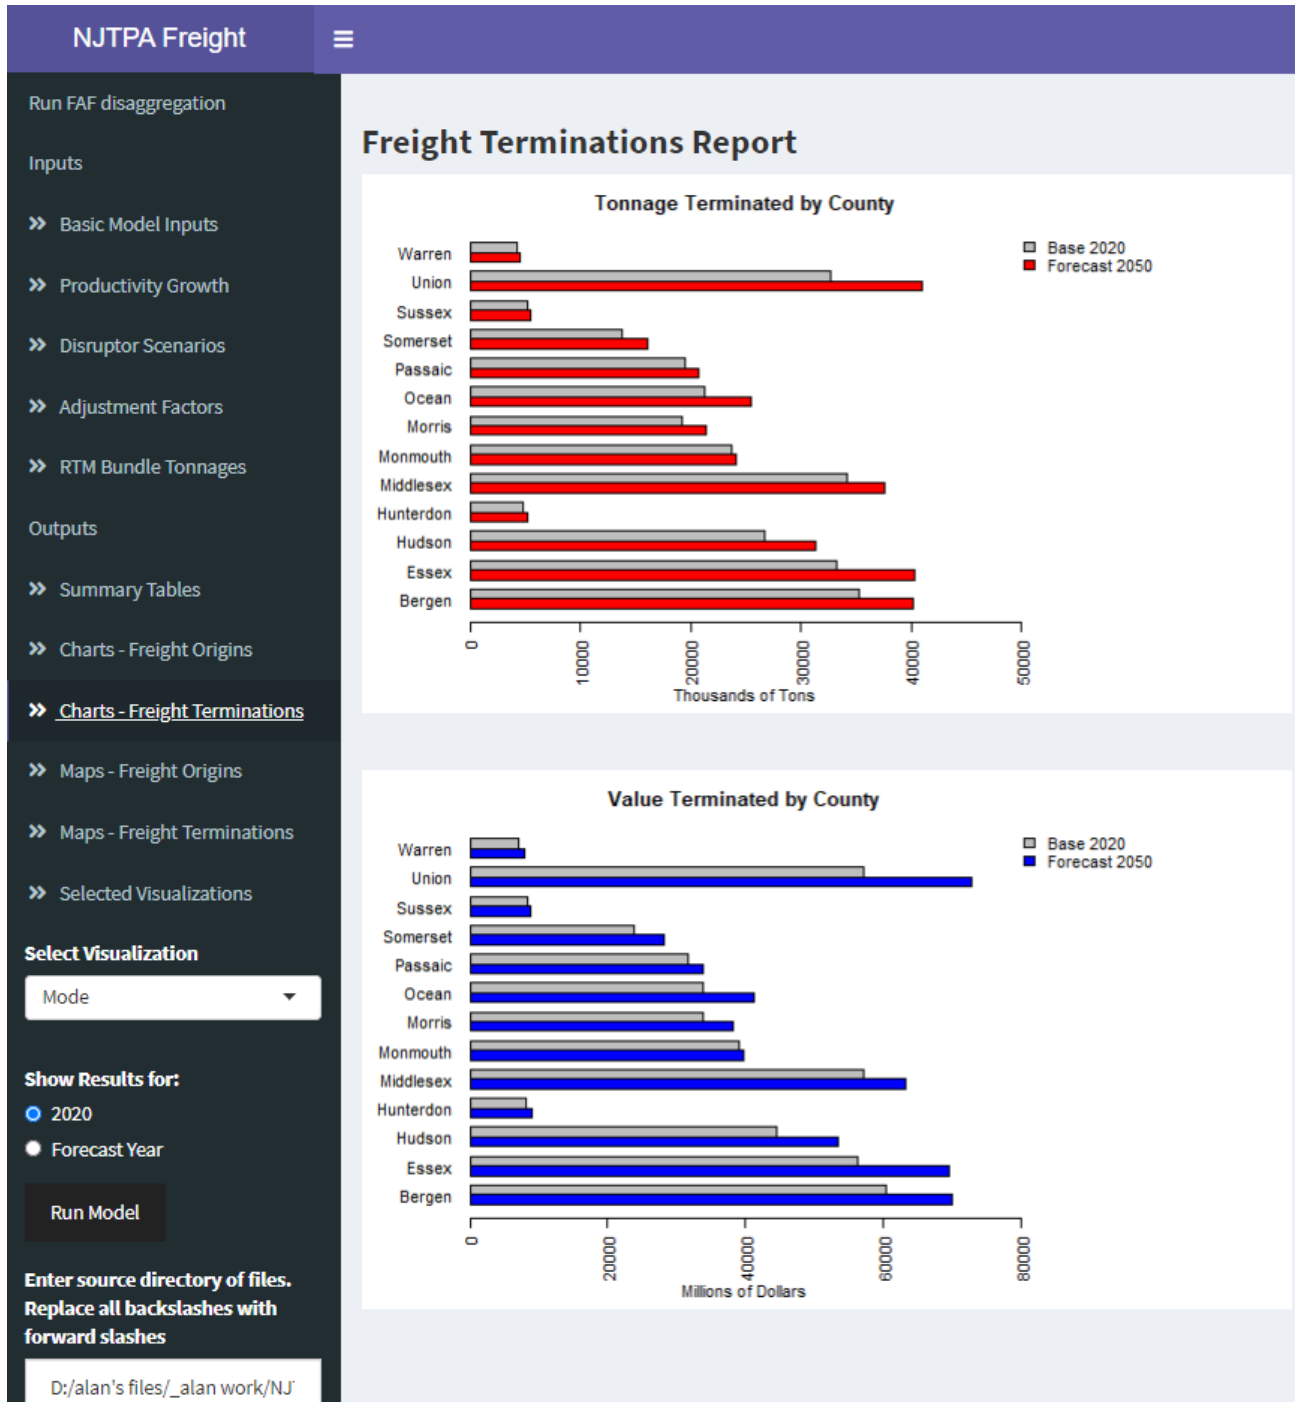 NJTPA Freight
Run FAF disaggregation
Inputs
Basic Model Inputs
Productivity Growth
Disruptor Scenarios
Adjustment Factors
RTM Bundle Tonnages
Outputs
Summary Tables
Charts - Freight Origins
Charts - Freight Terminations
Maps - Freight Origins
Maps - Freight Terminations
Selected Visualizations
Select Visualization
Mode
Show Results for:
2020
Forecast Year
Run Model
Enter source directory of files.
Replace all backslashes with
forward slashes
D:/alan's files/_alan work/NJ
Freight Terminations Report
Tonnage Terminated by County
Base 2020
Forecast 2050
Warren
Union
Sussex
Somerset
Passaic
Ocean
Morris
Monmouth
Middlesex
Hunterdon
Hudson
Essex
Bergen
0 10000 20000 30000 40000 50000
Thousands of Tons
Value Terminated by County
Base 2020
Forecast 2050
Warren
Union
Sussex
Somerset
Passaic
Ocean
Morris
Monmouth
Middlesex
Hunterdon
Hudson
Essex
Bergen
0 20000 40000 60000 80000
Millions of Dollars